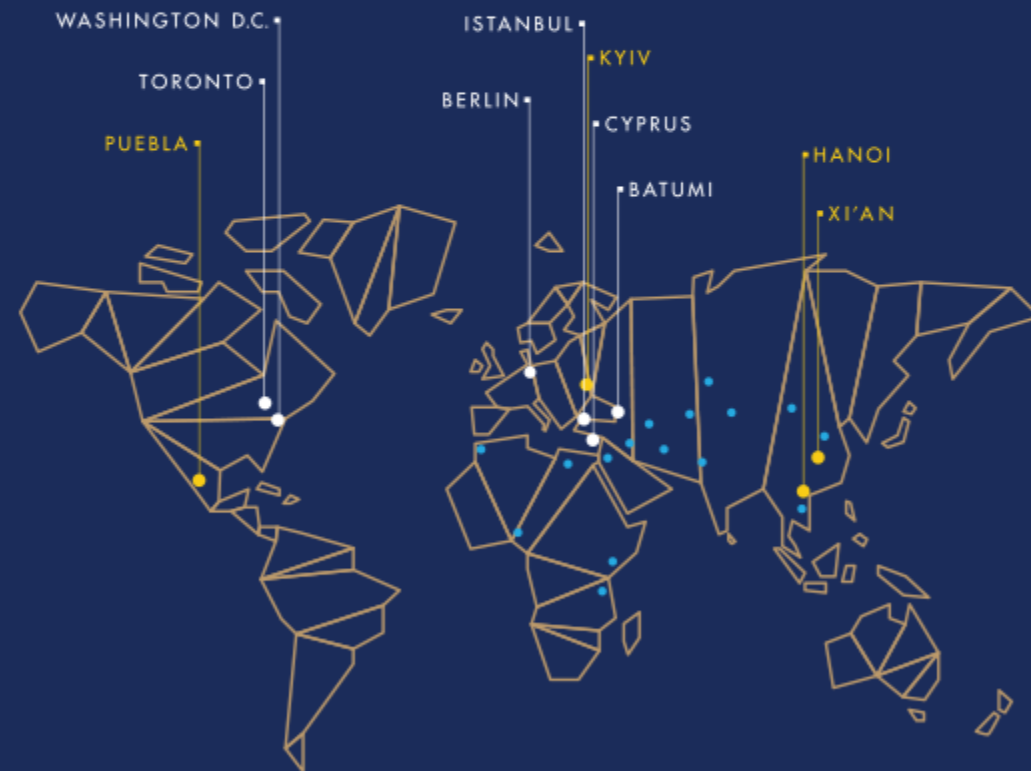 WASHINGTON D.C.
ISTANBUL
KYIV
TORONTO
BERLIN
CYPRUS
PUEBLA
HANOI
BATUMI
XI'AN